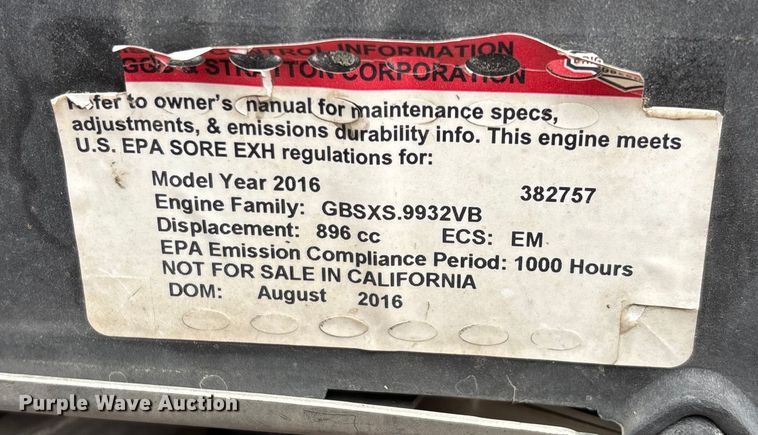 CONTROL INFORMATION
GGS & STRATTON CORPORATION
Refer to owner's manual for maintenance specs,
adjustments, & emissions durability info. This engine meets
U.S. EPA SORE EXH regulations for:
Model Year 2016 382757
Engine Family: GBSXS.9932VB
Displacement: 896 cc ECS: EM
EPA Emission Compliance Period: 1000 Hours
NOT FOR SALE IN CALIFORNIA
DOM: August 2016
Purple Wave Auction